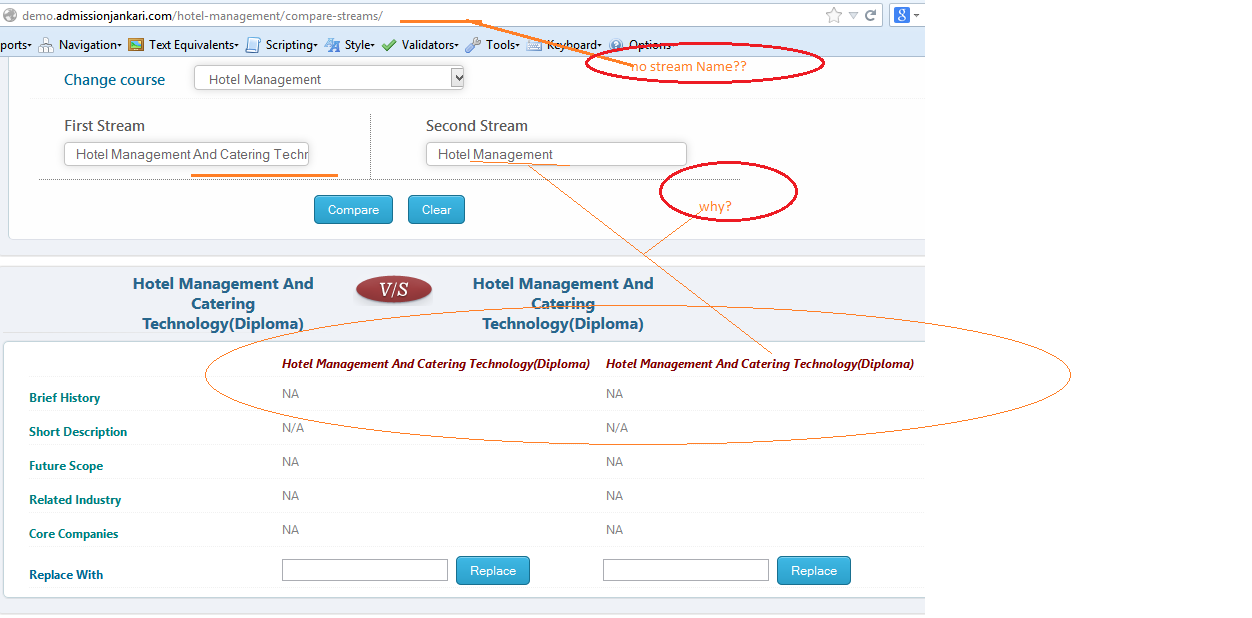 demo.admissionjankari.com/hotel-management/compare-streams/
8
ports Navigation Text Equivalents Scripting Style Validators Tools Keyboard Options
no stream Name??
Change course Hotel Management
First Stream Second Stream
Hotel Management And Catering Techr Hotel Management
why?
Compare Clear
Hotel Management And Catering Technology(Diploma)
V/S
Hotel Management And Catering Technology(Diploma)
Hotel Management And Catering Technology(Diploma) Hotel Management And Catering Technology(Diploma)
Brief History NA NA
Short Description N/A N/A
Future Scope NA NA
Related Industry NA NA
Core Companies NA NA
Replace With Replace Replace